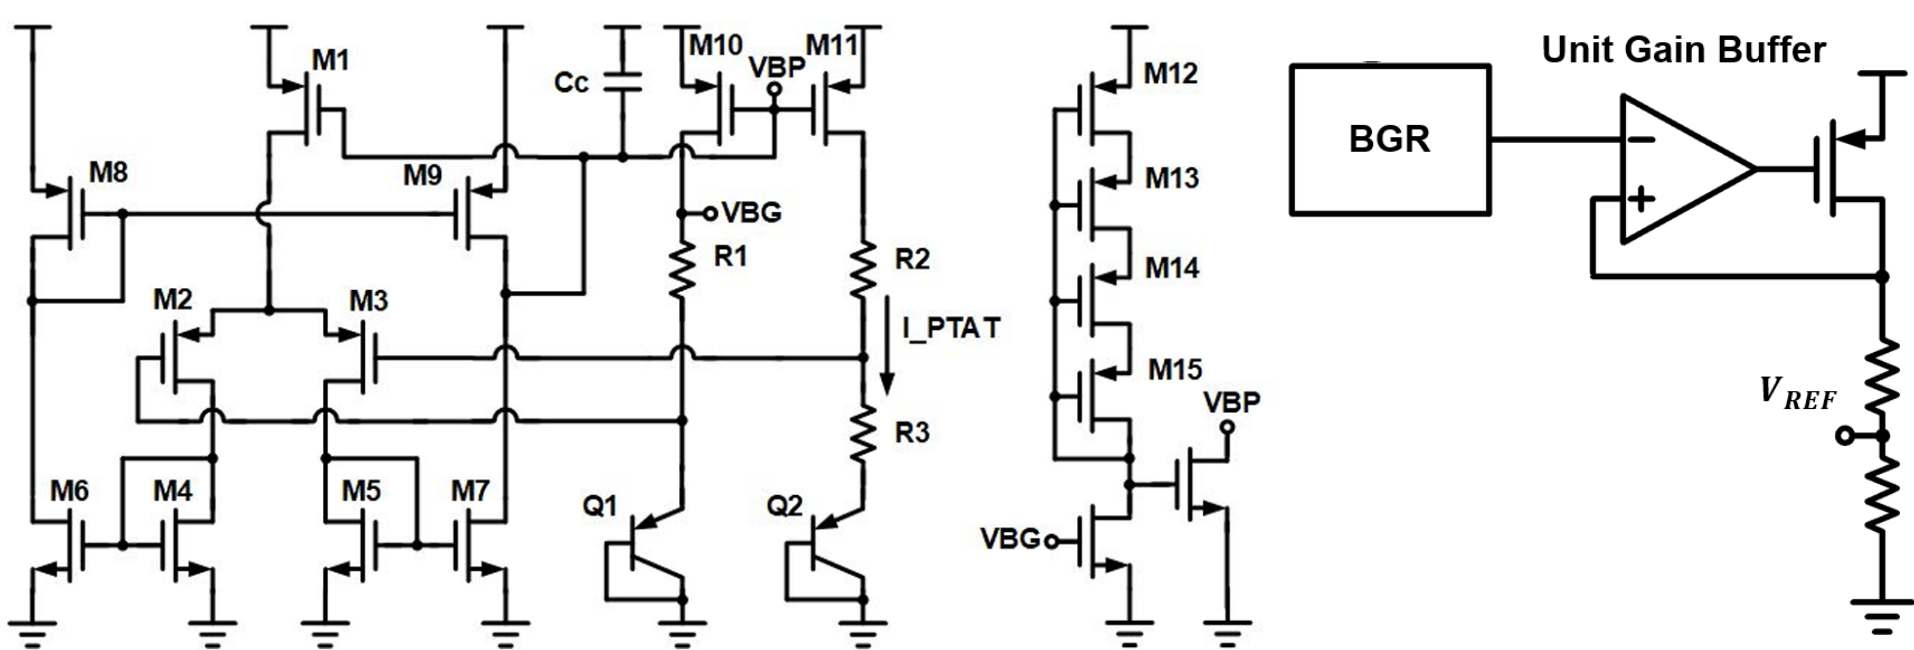 Unit Gain Buffer
M1
M10
M11
VBP
Cc
M12
BGR
−
+
M8
M9
M13
VBG
R1
R2
M14
M2
M3
I_PTAT
M15
VBP
V_REF
R3
M6
M4
M5
M7
Q1
Q2
VBG